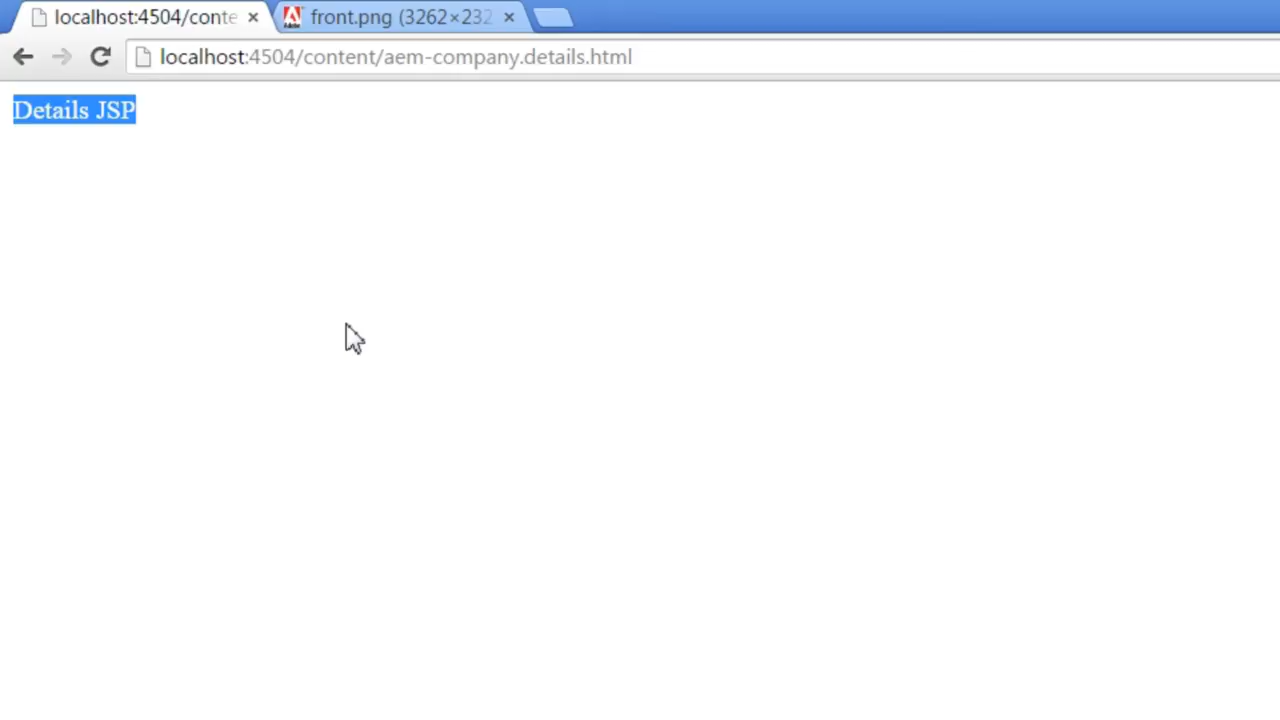 localhost:4504/conte
front.png (3262×232
localhost:4504/content/aem-company.details.html
Details JSP